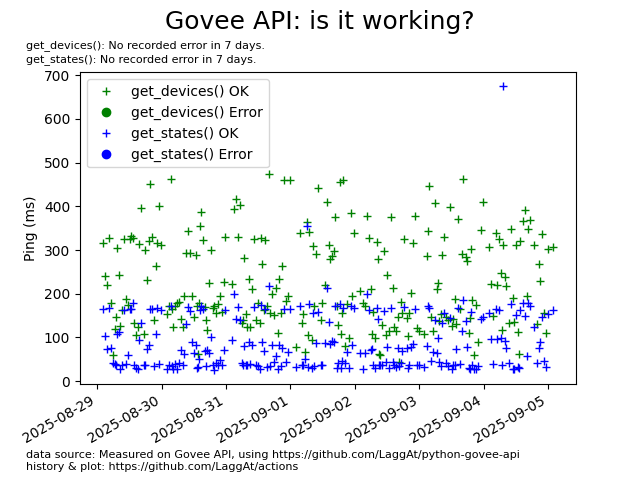 Govee API: is it working?
get_devices(): No recorded error in 7 days.
get_states(): No recorded error in 7 days.
get_devices() OK
get_devices() Error
get_states() OK
get_states() Error
Ping (ms)
700
600
500
400
300
200
100
0
2025-08-29
2025-08-30
2025-08-31
2025-09-01
2025-09-02
2025-09-03
2025-09-04
2025-09-05
data source: Measured on Govee API, using https://github.com/LaggAt/python-govee-api
history & plot: https://github.com/LaggAt/actions